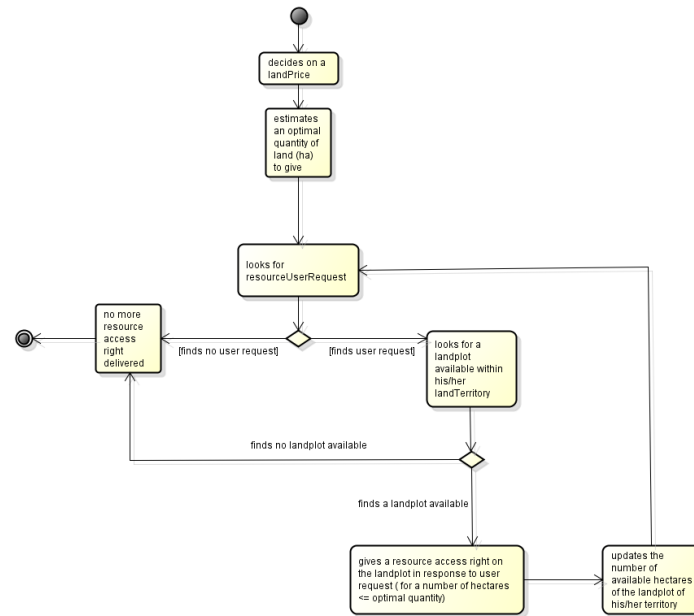 decides on a
landPrice
estimates
an optimal
quantity of
land (ha)
to give
looks for
resourceUserRequest
no more
resource
access
right
delivered
[finds no user request]
[finds user request]
looks for a
landplot
available within
his/her
landTerritory
finds no landplot available
finds a landplot available
gives a resource access right on
the landplot in response to user
request ( for a number of hectares
<= optimal quantity)
updates the
number of
available hectares
of the landplot of
his/her territory